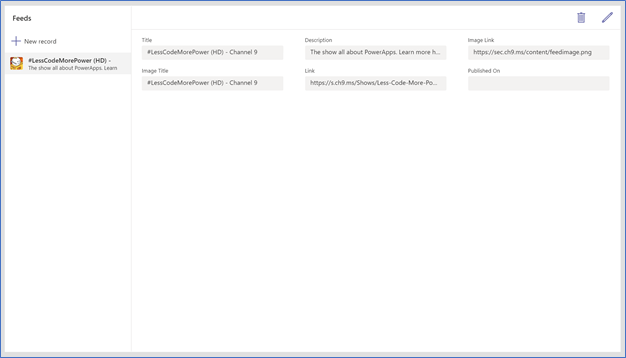 Feeds
New record
#LessCodeMorePower (HD) -
The show all about PowerApps. Learn
Title
#LessCodeMorePower (HD) - Channel 9
Description
The show all about PowerApps. Learn more h...
Image Link
https://sec.ch9.ms/content/feedimage.png
Image Title
#LessCodeMorePower (HD) - Channel 9
Link
https://s.ch9.ms/Shows/Less-Code-More-Po...
Published On